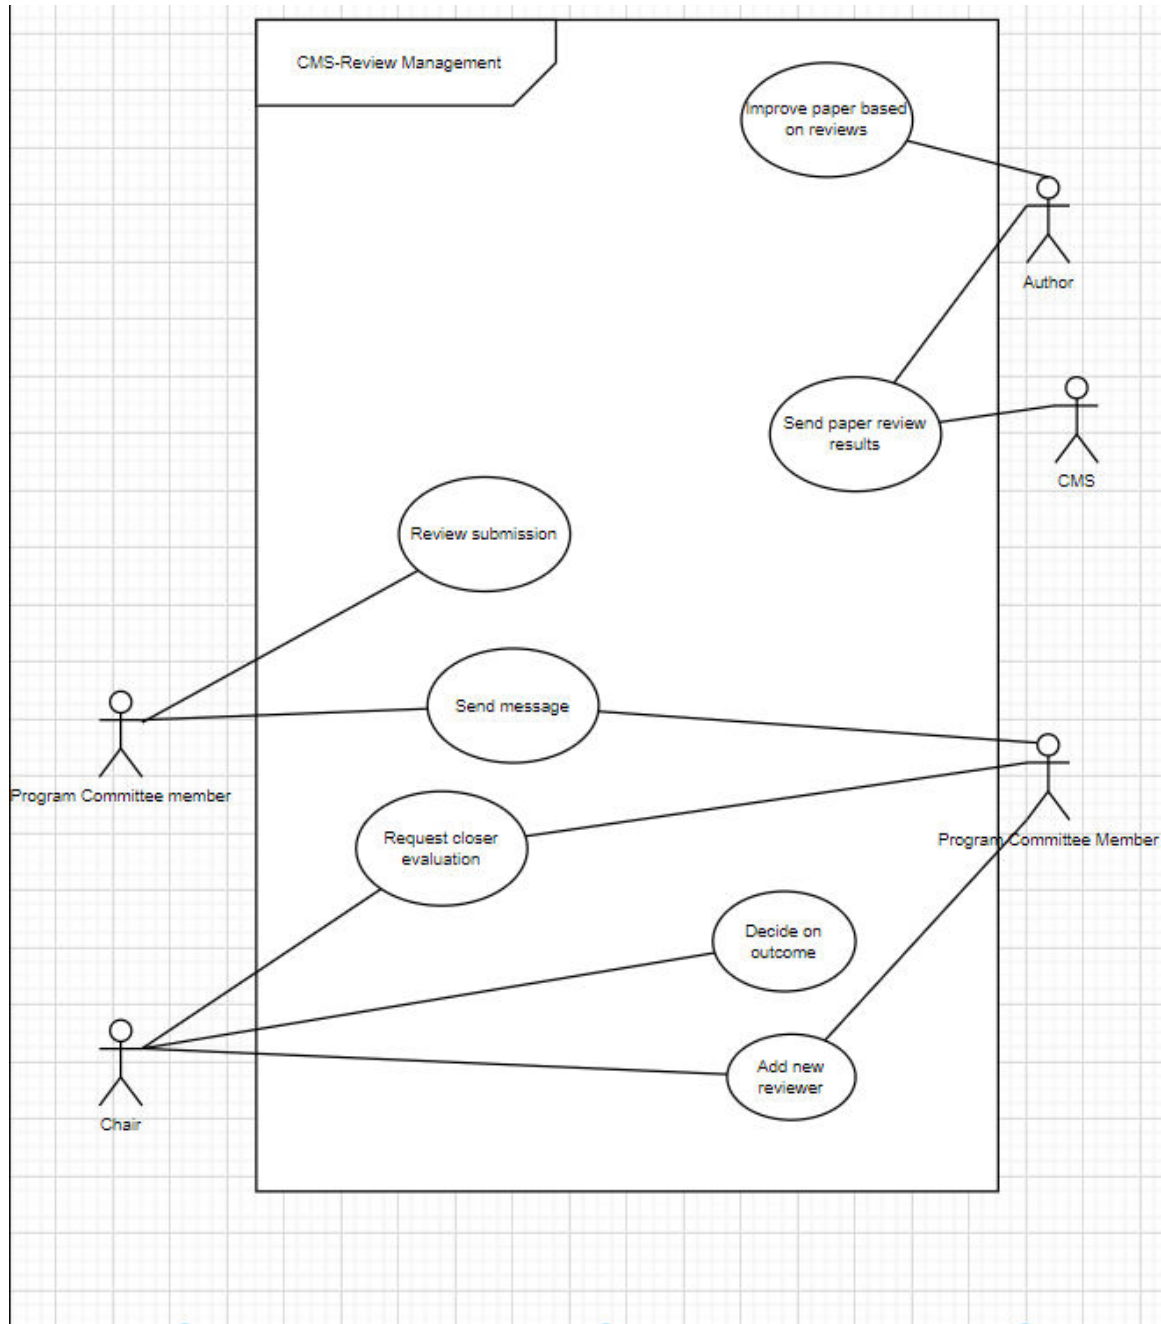 CMS-Review Management
Improve paper based
on reviews
Author
Send paper review
results
CMS
Review submission
Send message
Program Committee member
Request closer
evaluation
Program Committee Member
Decide on
outcome
Add new
reviewer
Chair